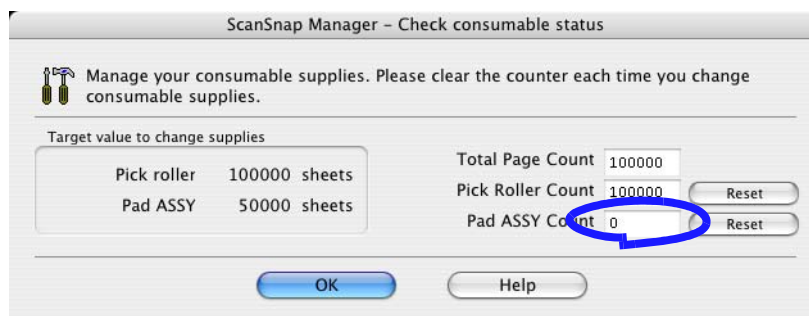 ScanSnap Manager – Check consumable status
Manage your consumable supplies. Please clear the counter each time you change
consumable supplies.
Target value to change supplies
Pick roller 100000 sheets
Pad ASSY 50000 sheets
Total Page Count 100000
Pick Roller Count 100000 Reset
Pad ASSY Count 0 Reset
OK Help